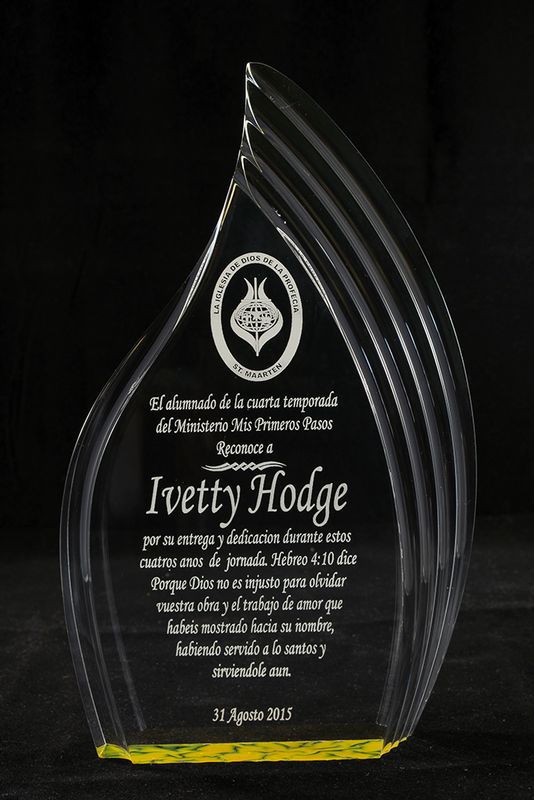 LA IGLESIA DE DIOS DE LA PROFECIA
ST. MAARTEN
El alumnado de la cuarta temporada
del Ministerio Mis Primeros Pasos
Reconoce a
Ivetty Hodge
por su entrega y dedicacion durante estos
cuatros anos de jornada. Hebreo 4:10 dice
Porque Dios no es injusto para olvidar
vuestra obra y el trabajo de amor que
habeis mostrado hacia su nombre,
habiendo servido a lo santos y
sirviendole aun.
31 Agosto 2015